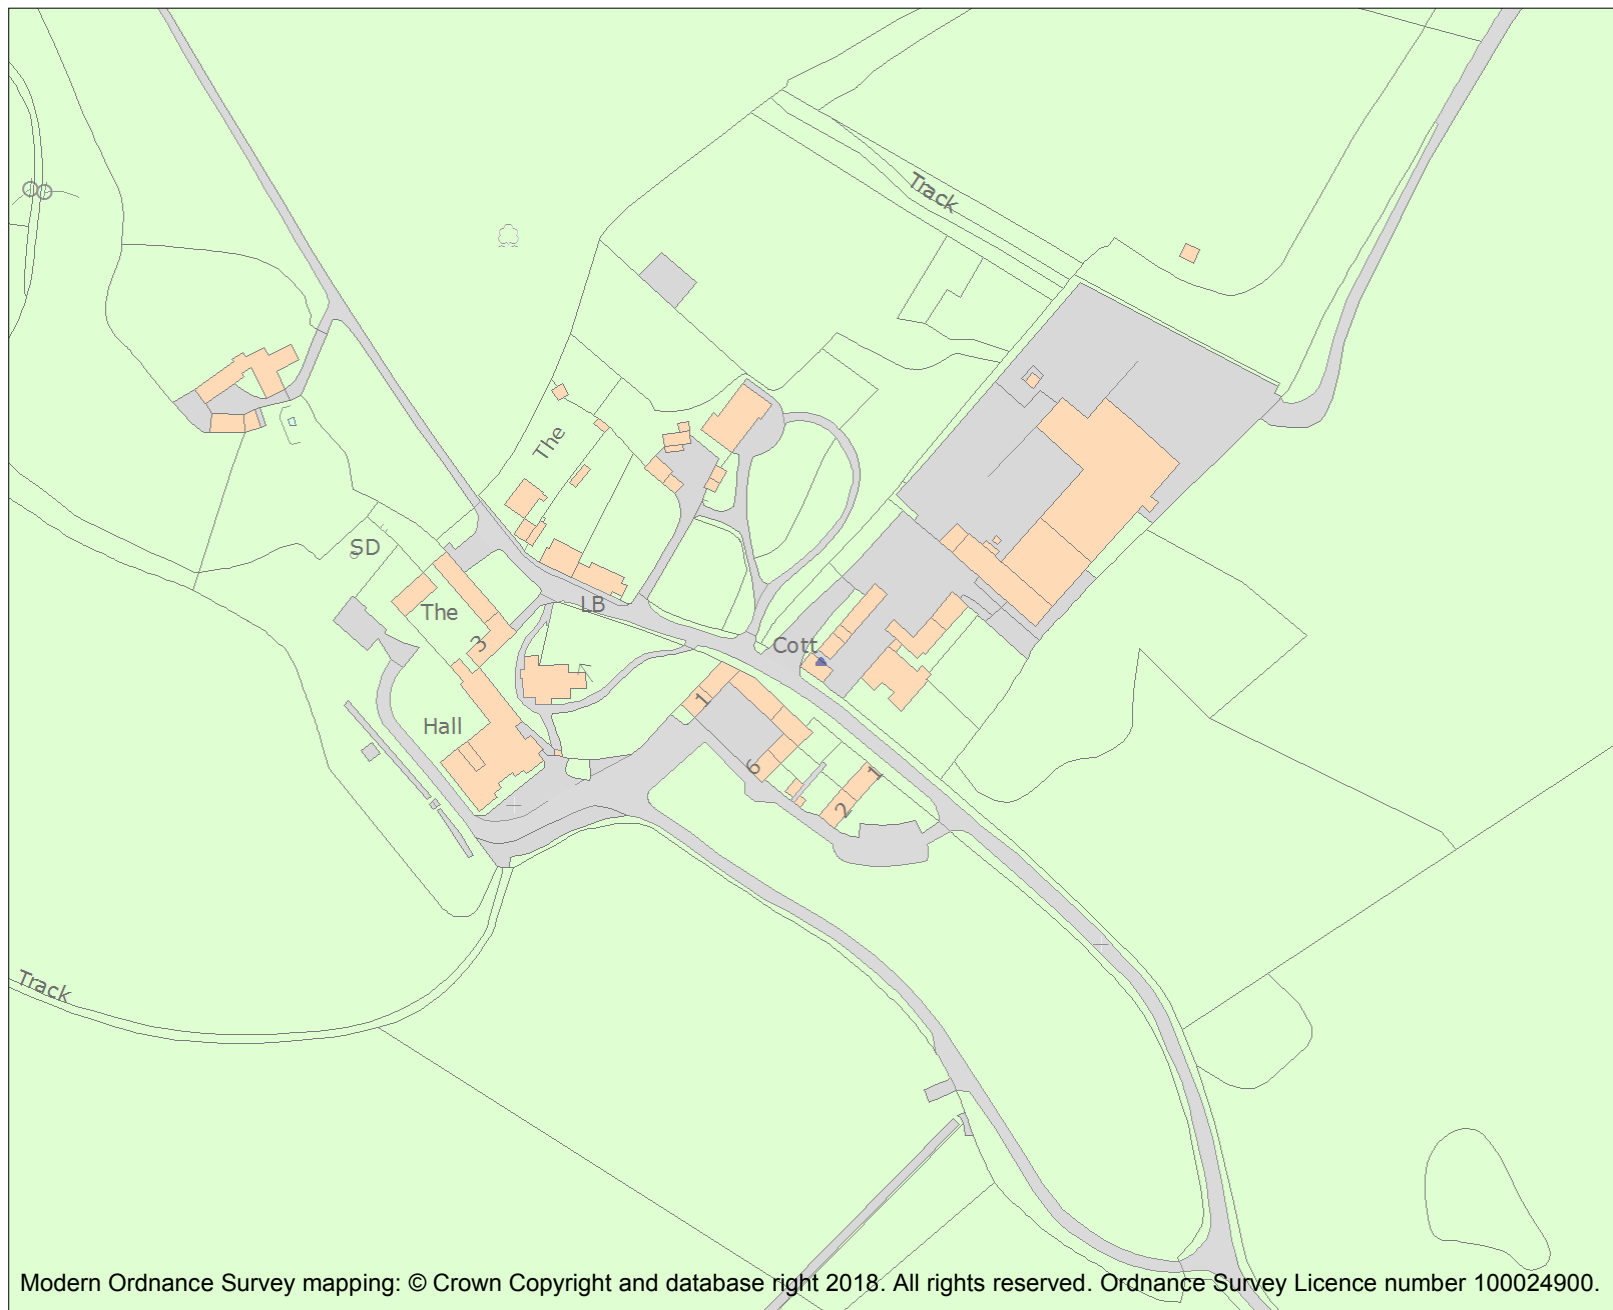 Track
The
SD
The
LB
3
Cott
1
Hall
6
1
2
Track
Modern Ordnance Survey mapping: © Crown Copyright and database right 2018. All rights reserved. Ordnance Survey Licence number 100024900.